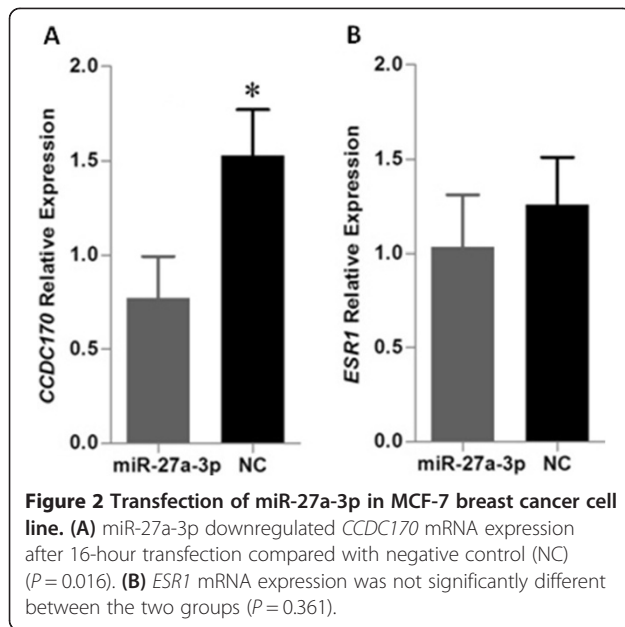 A
B
2.0
1.5
1.0
0.5
0.0
CCDC170 Relative Expression
*
miR-27a-3p NC
2.0
1.5
1.0
0.5
0.0
ESR1 Relative Expression
miR-27a-3p NC
Figure 2 Transfection of miR-27a-3p in MCF-7 breast cancer cell
line. (A) miR-27a-3p downregulated CCDC170 mRNA expression
after 16-hour transfection compared with negative control (NC)
(P = 0.016). (B) ESR1 mRNA expression was not significantly different
between the two groups (P = 0.361).